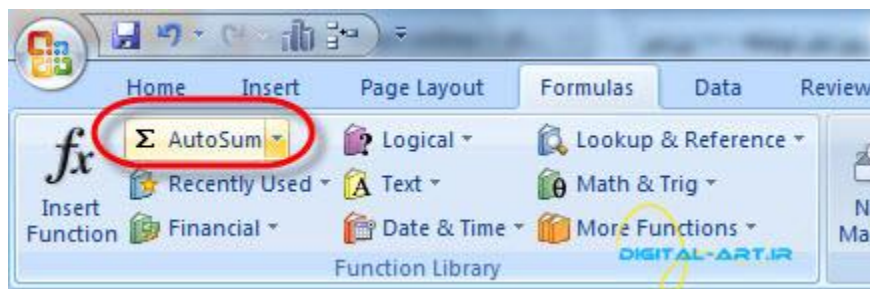 Home Insert Page Layout Formulas Data Review
fx Insert Function
Σ AutoSum
Recently Used
Financial
Logical
Text
Date & Time
Lookup & Reference
Math & Trig
More Functions
Function Library
DIGITAL-ART.IR